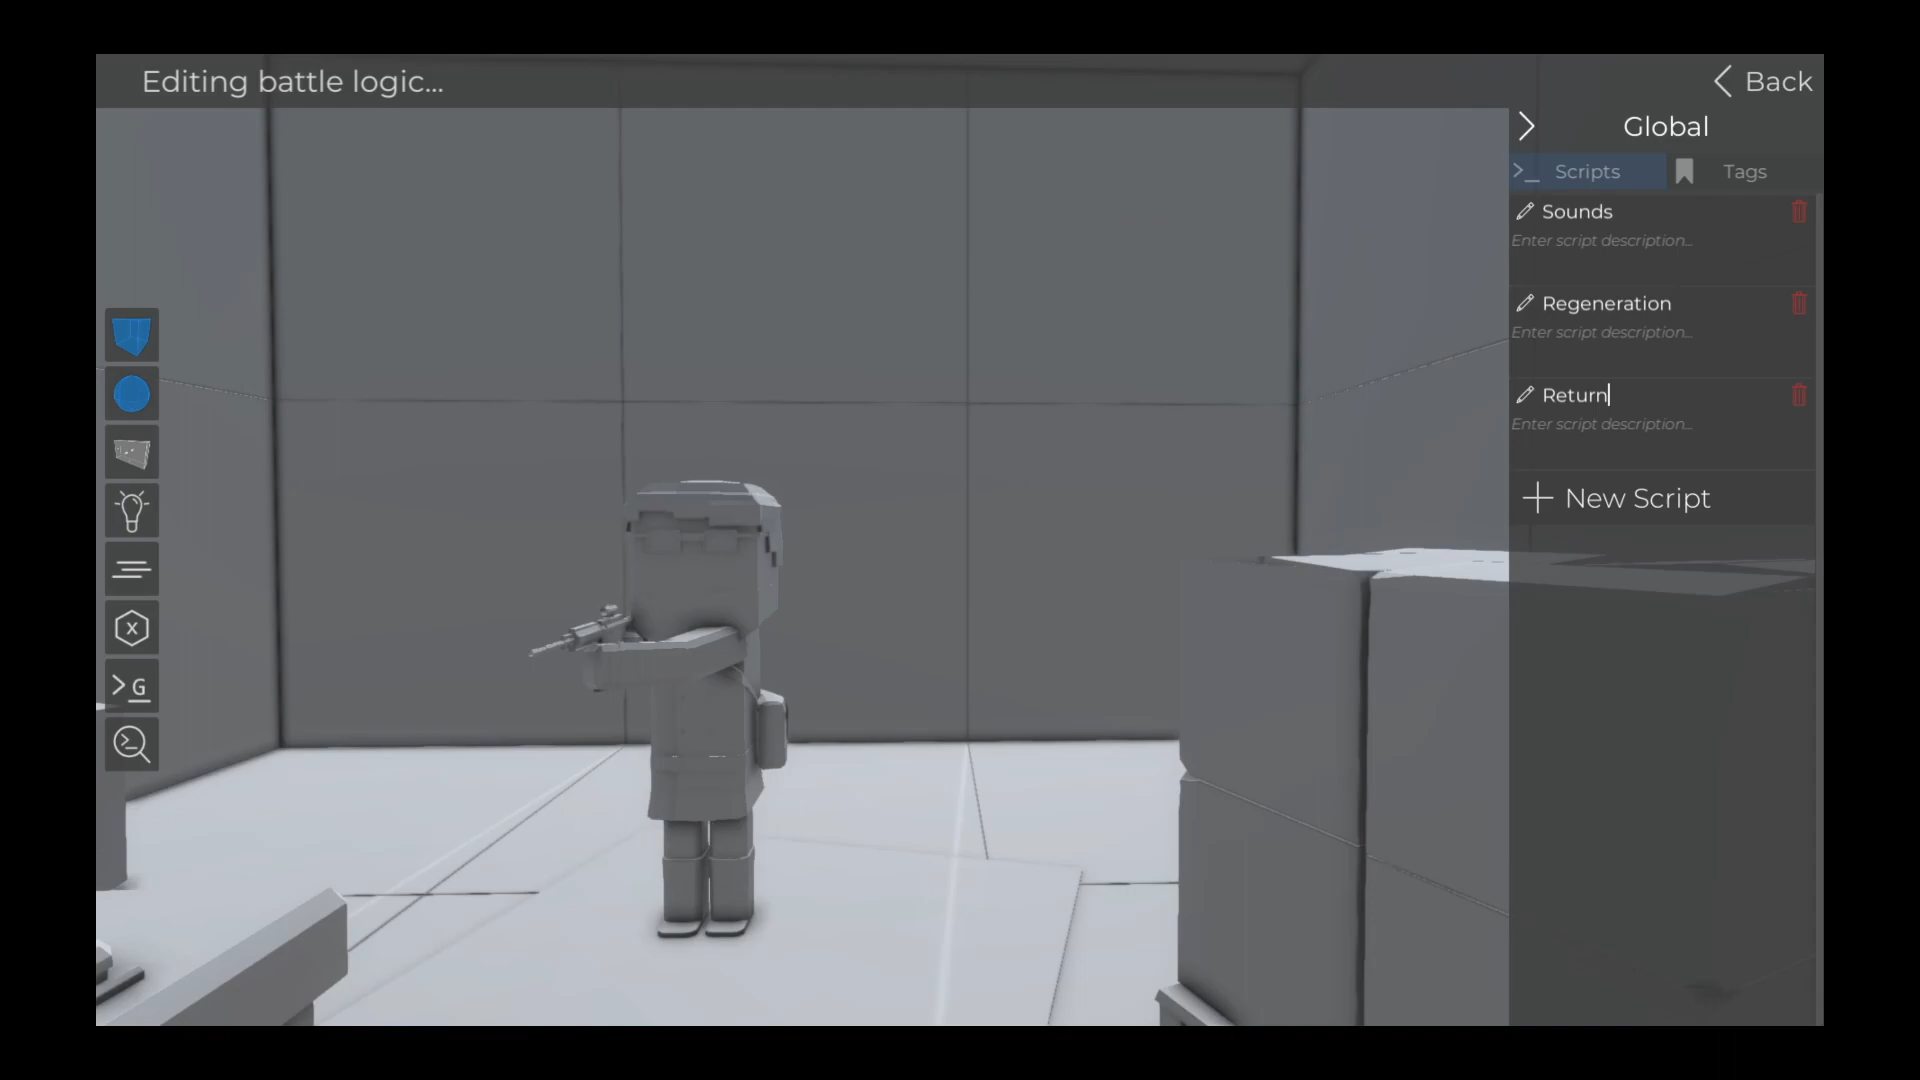 Editing battle logic...
Back
Global
Scripts
Tags
Sounds
Enter script description...
Regeneration
Enter script description...
Return
Enter script description...
New Script
X
>G